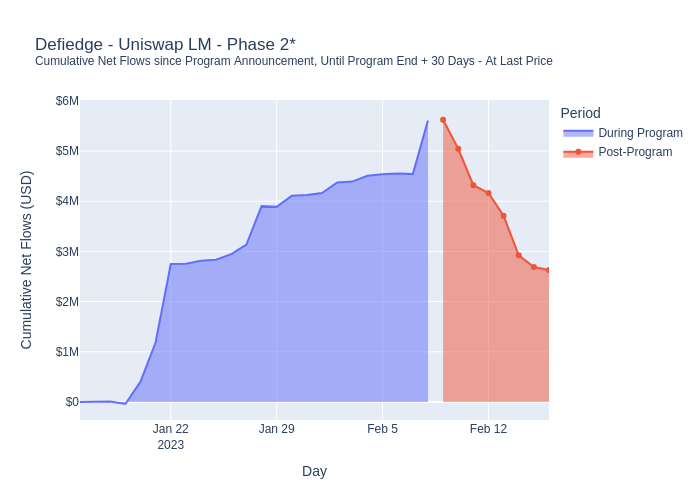 Defiedge - Uniswap LM - Phase 2*
Cumulative Net Flows since Program Announcement, Until Program End + 30 Days - At Last Price
Period
During Program
Post-Program
Cumulative Net Flows (USD)
$6M
$5M
$4M
$3M
$2M
$1M
$0
Jan 22
2023
Jan 29
Feb 5
Feb 12
Day